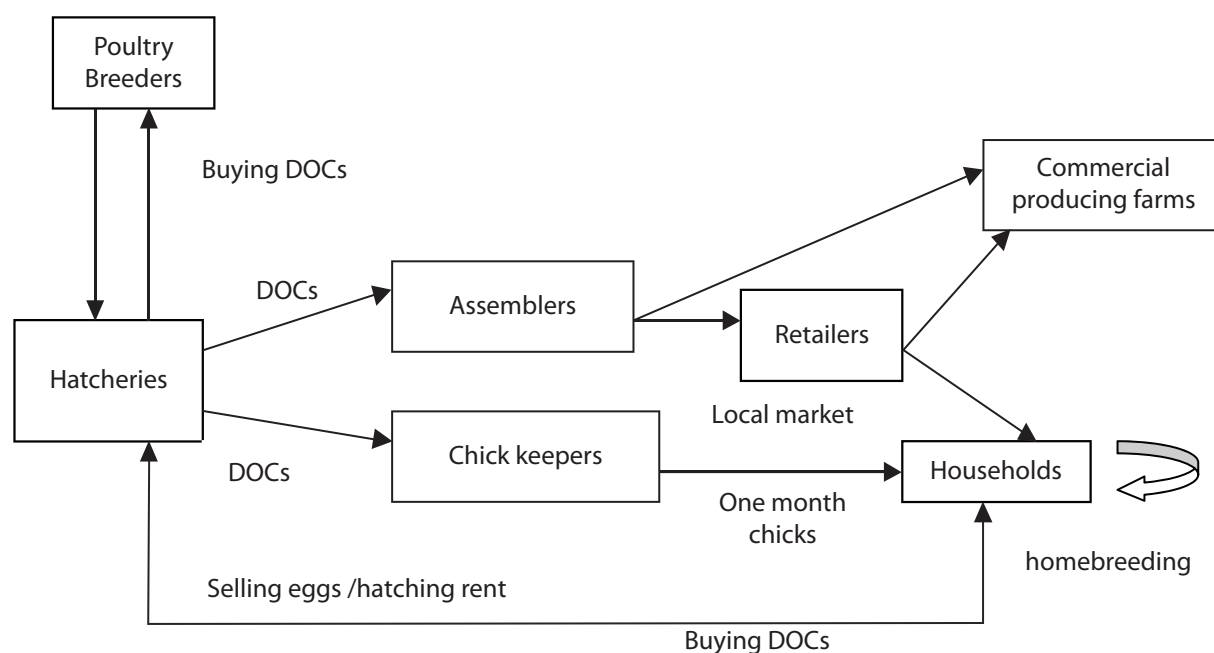 Poultry
Breeders
Buying DOCs
Commercial
producing farms
DOCs
Assemblers
Retailers
Hatcheries
Local market
DOCs
Chick keepers
Households
One month
chicks
homebreeding
Selling eggs /hatching rent
Buying DOCs